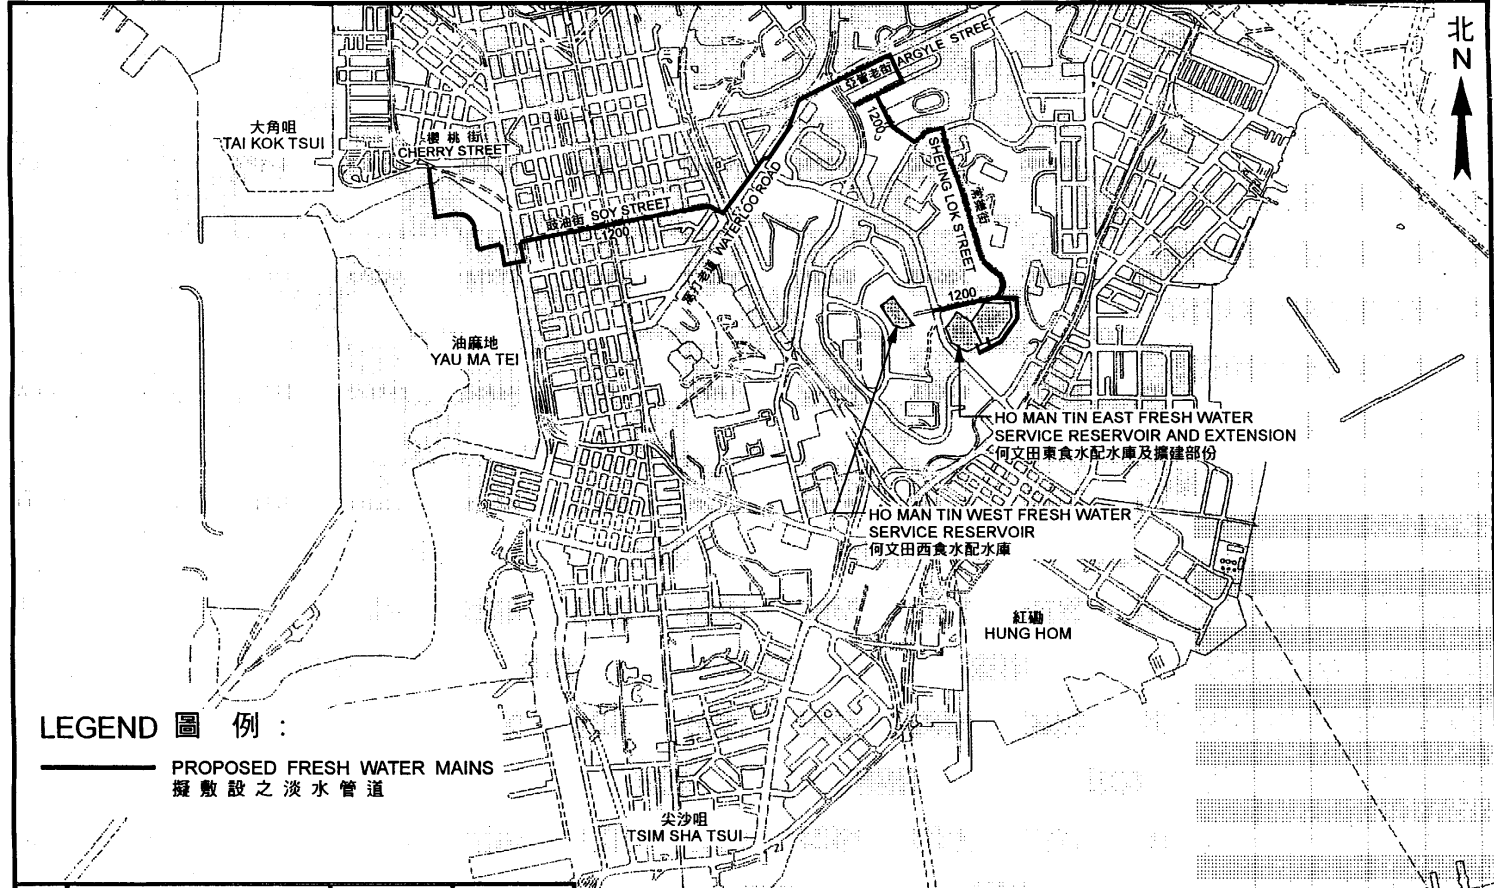 北
N
亞皆老街 ARGYLE STREET
大角咀
TAI KOK TSUI
櫻桃街
CHERRY STREET
1200
SHEUNG LOK STREET
常樂街
豉油街 SOY STREET
1200
窩打老道 WATERLOO ROAD
1200
油麻地
YAU MA TEI
HO MAN TIN EAST FRESH WATER
SERVICE RESERVOIR AND EXTENSION
何文田東食水配水庫及擴建部份
HO MAN TIN WEST FRESH WATER
SERVICE RESERVOIR
何文田西食水配水庫
紅磡
HUNG HOM
LEGEND 圖 例 :
PROPOSED FRESH WATER MAINS
擬敷設之淡水管道
尖沙咀
TSIM SHA TSUI